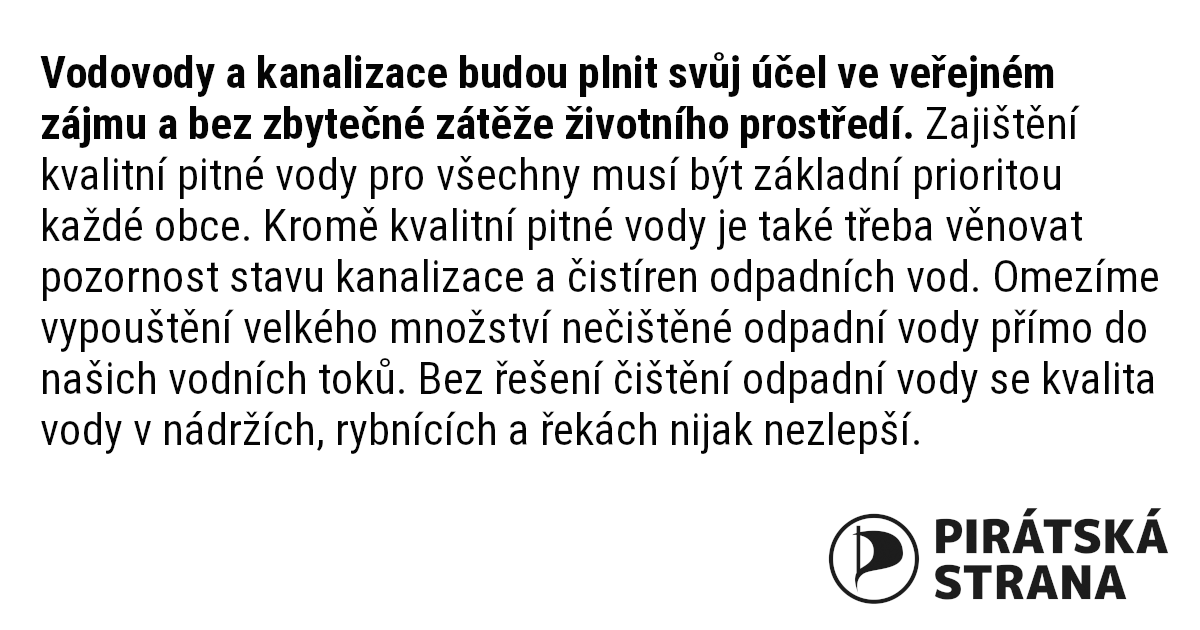 Vodovody a kanalizace budou plnit svůj účel ve veřejném
zájmu a bez zbytečné zátěže životního prostředí. Zajištění
kvalitní pitné vody pro všechny musí být základní prioritou
každé obce. Kromě kvalitní pitné vody je také třeba věnovat
pozornost stavu kanalizace a čistíren odpadních vod. Omezíme
vypouštění velkého množství nečištěné odpadní vody přímo do
našich vodních toků. Bez řešení čištění odpadní vody se kvalita
vody v nádržích, rybnících a řekách nijak nezlepší.
PIRÁTSKÁ
STRANA